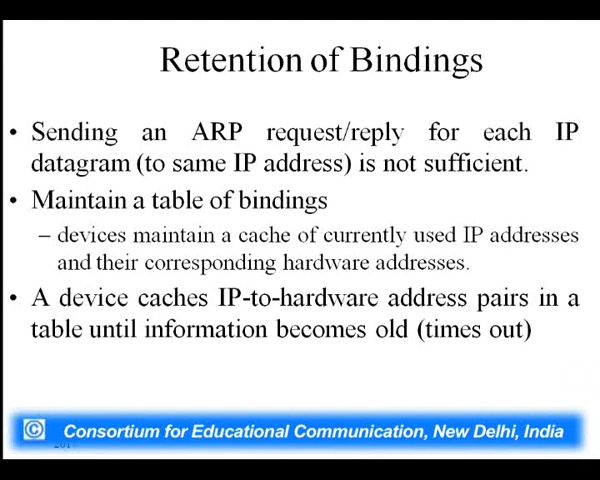 Retention of Bindings
• Sending an ARP request/reply for each IP
datagram (to same IP address) is not sufficient.
• Maintain a table of bindings
– devices maintain a cache of currently used IP addresses
and their corresponding hardware addresses.
• A device caches IP-to-hardware address pairs in a
table until information becomes old (times out)
© Consortium for Educational Communication, New Delhi, India